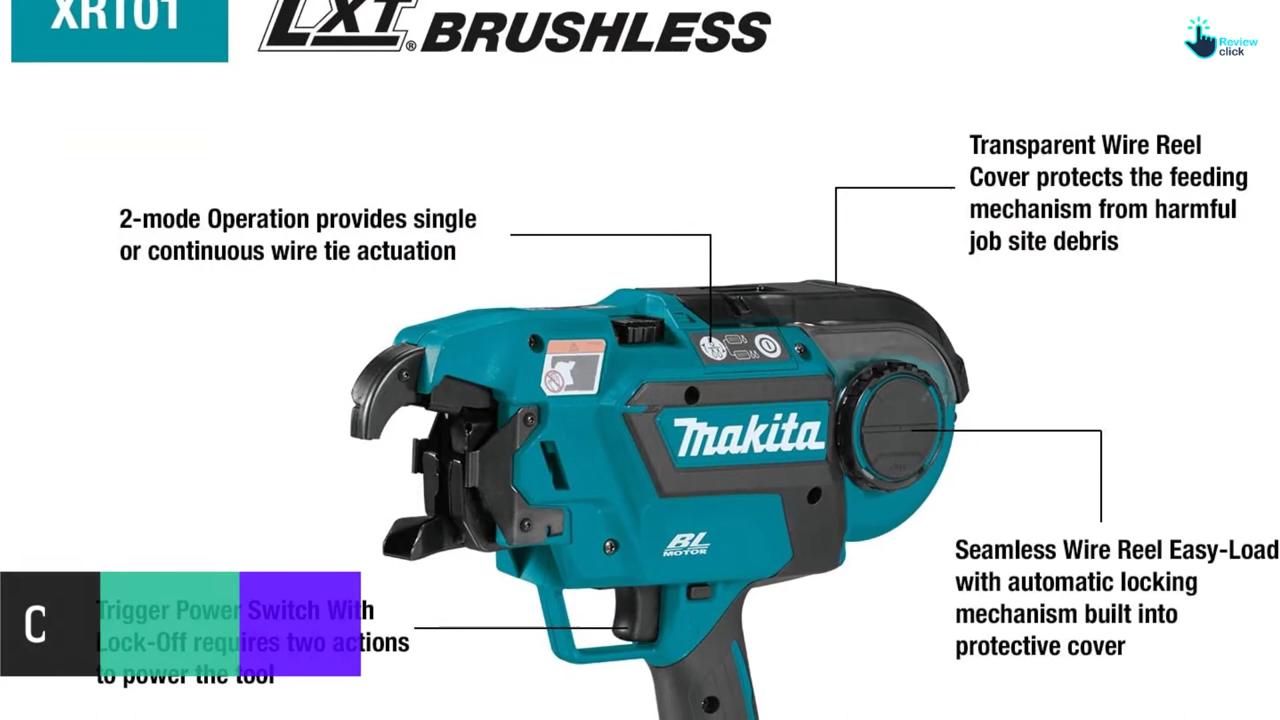 XRT01
LXT® BRUSHLESS
Review
click
Transparent Wire Reel
Cover protects the feeding
mechanism from harmful
job site debris
2-mode Operation provides single
or continuous wire tie actuation
Makita
BL
MOTOR
Seamless Wire Reel Easy-Load
with automatic locking
mechanism built into
protective cover
Trigger Power Switch With
Lock-Off requires two actions
to power the tool
C